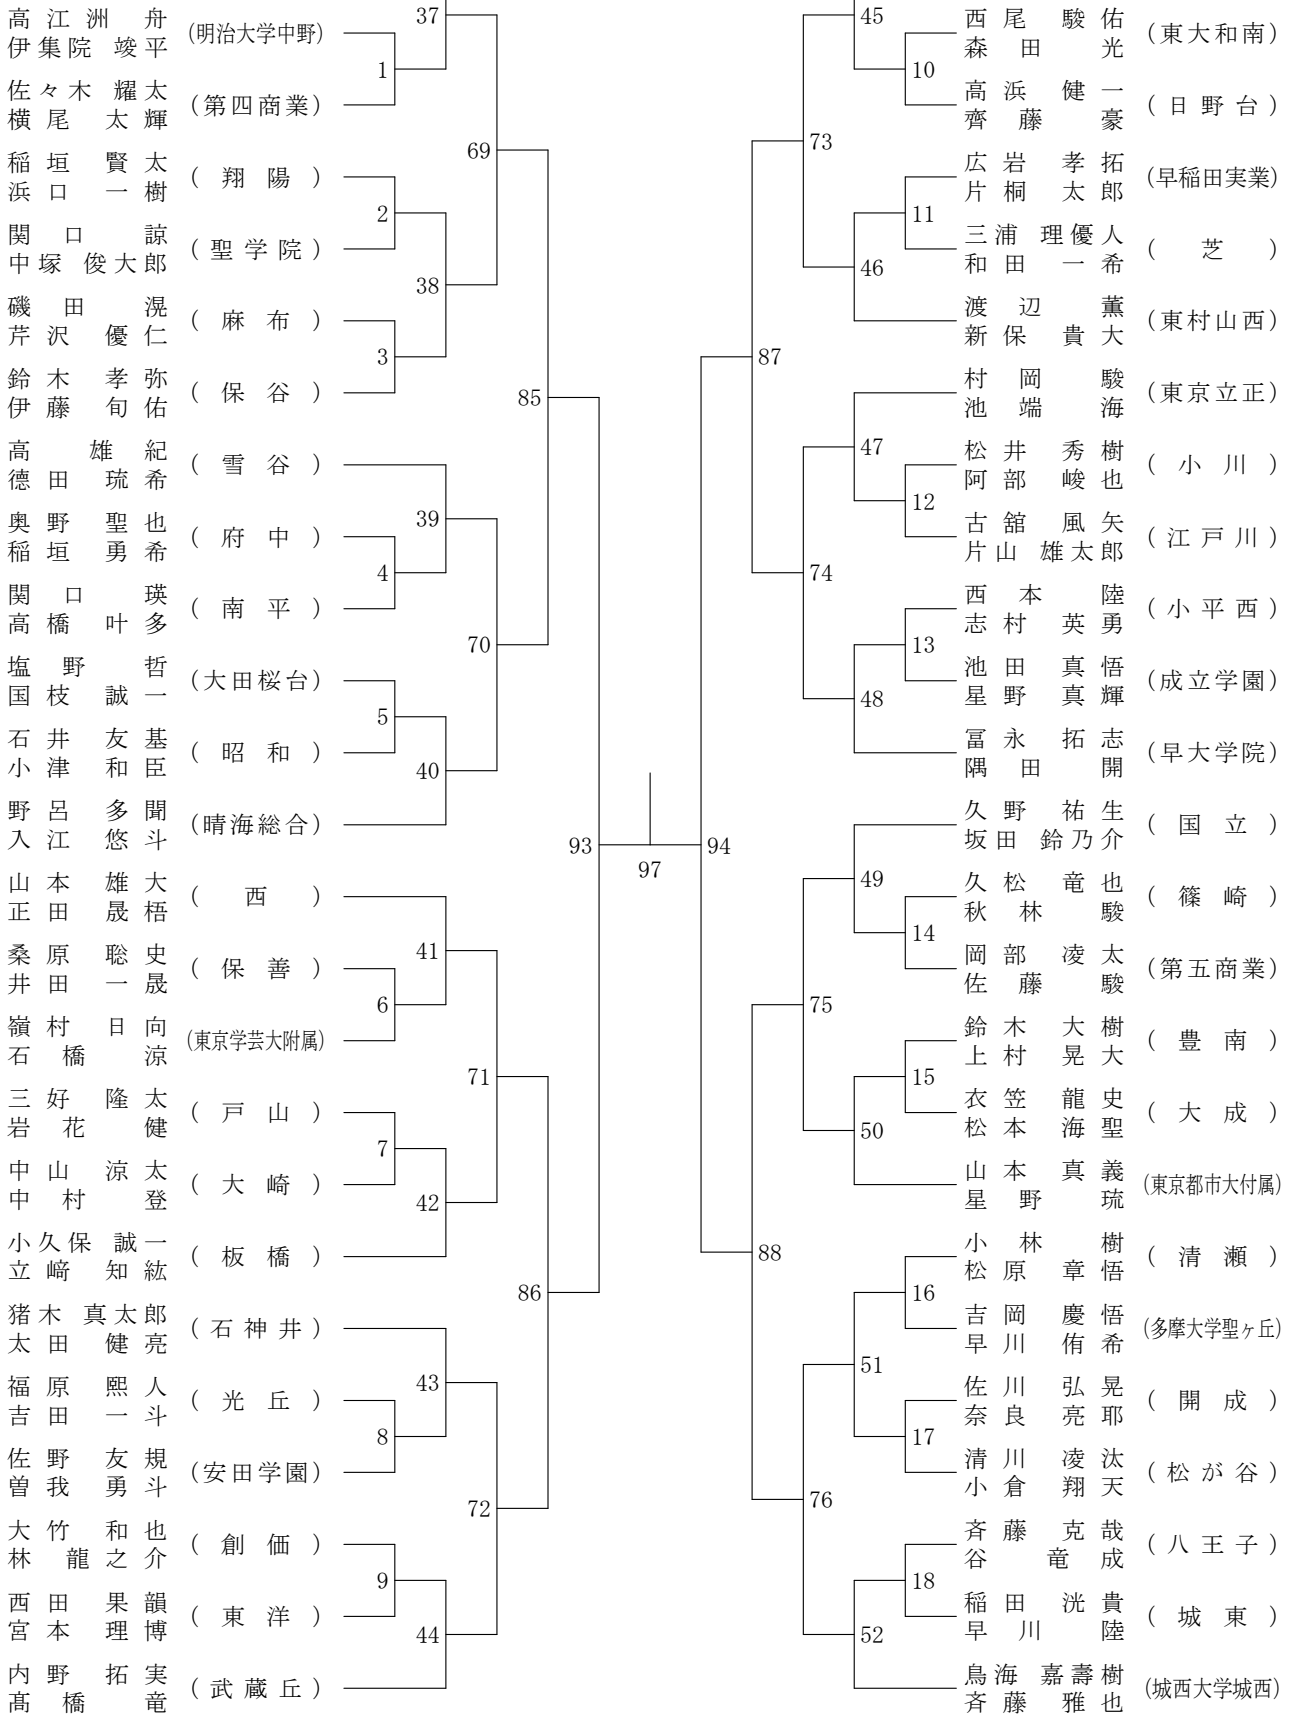 高江洲 舟
伊集院 竣平
(明治大学中野)
佐々木 耀太
横尾 太輝
(第四商業)
稲垣 賢太
浜口 一樹
(翔陽)
関口 諒
中塚 俊大郎
(聖学院)
磯田 滉
芹沢 優仁
(麻布)
鈴木 孝弥
伊藤 旬佑
(保谷)
高 雄紀
德田 琉希
(雪谷)
奥野 聖也
稲垣 勇希
(府中)
関口 瑛
高橋 叶多
(南平)
塩野 哲
国枝 誠一
(大田桜台)
石井 友基
小津 和臣
(昭和)
野呂 多聞
入江 悠斗
(晴海総合)
山本 雄大
正田 晟梧
(西)
桑原 聡史
井田 一晟
(保善)
嶺村 日向
石橋 涼
(東京学芸大附属)
三好 隆太
岩花 健
(戸山)
中山 涼太
中村 登
(大崎)
小久保 誠一
立﨑 知紘
(板橋)
猪木 真太郎
太田 健亮
(石神井)
福原 熙人
吉田 一斗
(光丘)
佐野 友規
曽我 勇斗
(安田学園)
大竹 和也
林 龍之介
(創価)
西田 果韻
宮本 理博
(東洋)
内野 拓実
髙橋 竜
(武蔵丘)
1
2
3
4
5
6
7
8
9
37
38
39
40
41
42
43
44
69
70
71
72
85
86
93
97
94
87
88
73
74
75
76
45
46
47
48
49
50
51
52
10
11
12
13
14
15
16
17
18
西尾 駿佑
森田 光
(東大和南)
高浜 健一
齊藤 豪
(日野台)
広岩 孝拓
片桐 太郎
(早稲田実業)
三浦 理優人
和田 一希
(芝)
渡辺 薫
新保 貴大
(東村山西)
村岡 駿
池端 海
(東京立正)
松井 秀樹
阿部 峻也
(小川)
古舘 風矢
片山 雄太郎
(江戸川)
西本 陸
志村 英勇
(小平西)
池田 真悟
星野 真輝
(成立学園)
冨永 拓志
隅田 開
(早大学院)
久野 祐生
坂田 鈴乃介
(国立)
久松 竜也
秋林 駿
(篠崎)
岡部 凌太
佐藤 駿
(第五商業)
鈴木 大樹
上村 晃大
(豊南)
衣笠 龍史
松本 海聖
(大成)
山本 真義
星野 琉
(東京都市大付属)
小林 樹
松原 章悟
(清瀬)
吉岡 慶悟
早川 侑希
(多摩大学聖ヶ丘)
佐川 弘晃
奈良 亮耶
(開成)
清川 凌汰
小倉 翔天
(松が谷)
斉藤 克哉
谷 竜成
(八王子)
稲田 洸貴
早川 陸
(城東)
鳥海 嘉壽樹
斉藤 雅也
(城西大学城西)